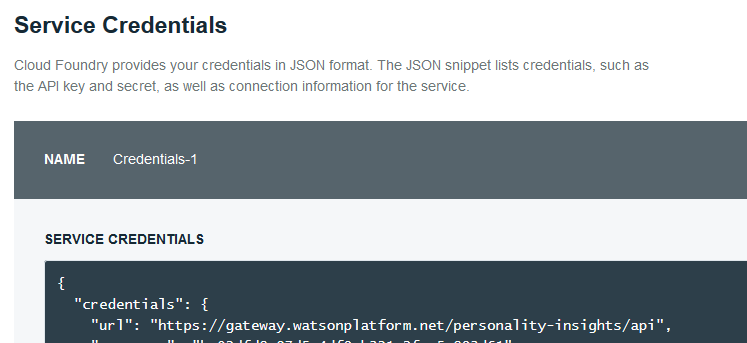 Service Credentials
Cloud Foundry provides your credentials in JSON format. The JSON snippet lists credentials, such as
the API key and secret, as well as connection information for the service.
NAME Credentials-1
SERVICE CREDENTIALS
{
"credentials": {
"url": "https://gateway.watsonplatform.net/personality-insights/api",